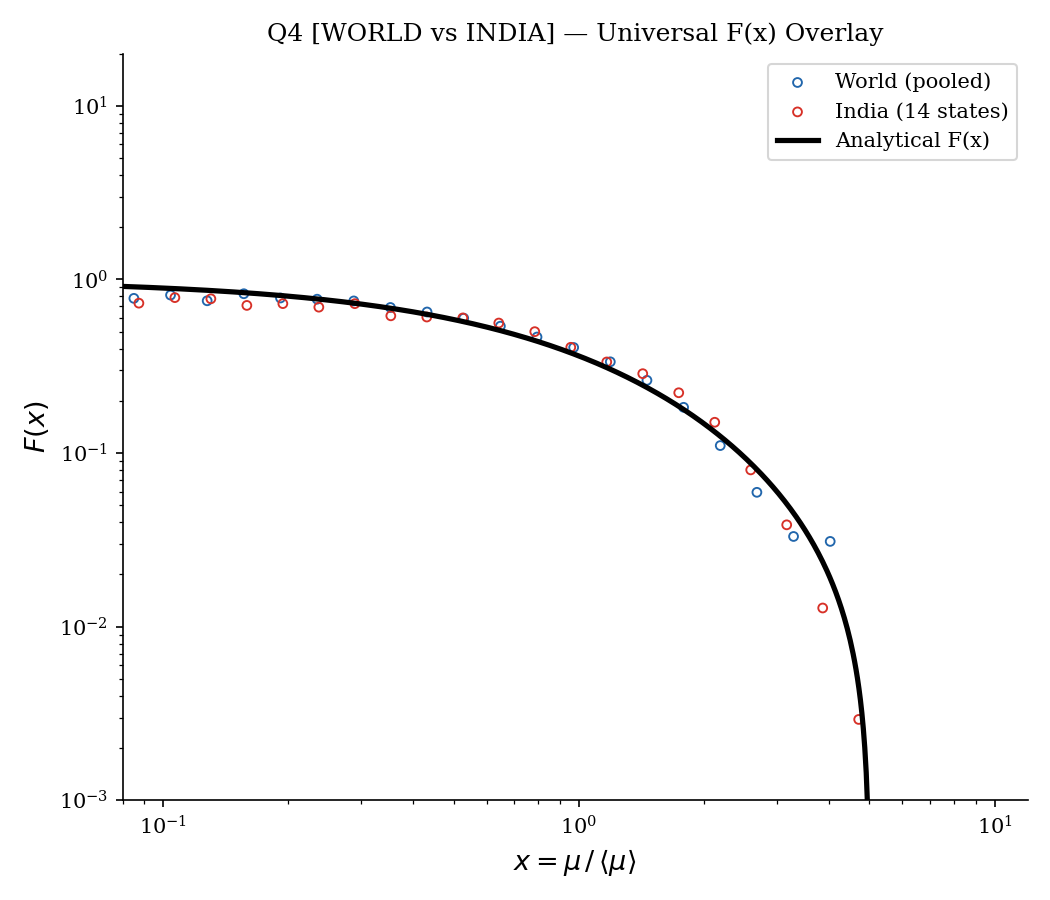 Q4 [WORLD vs INDIA] — Universal F(x) Overlay
World (pooled)
India (14 states)
Analytical F(x)
F(x)
10¹
10⁰
10⁻¹
10⁻²
10⁻³
10⁻¹ 10⁰ 10¹
x = μ / ⟨μ⟩